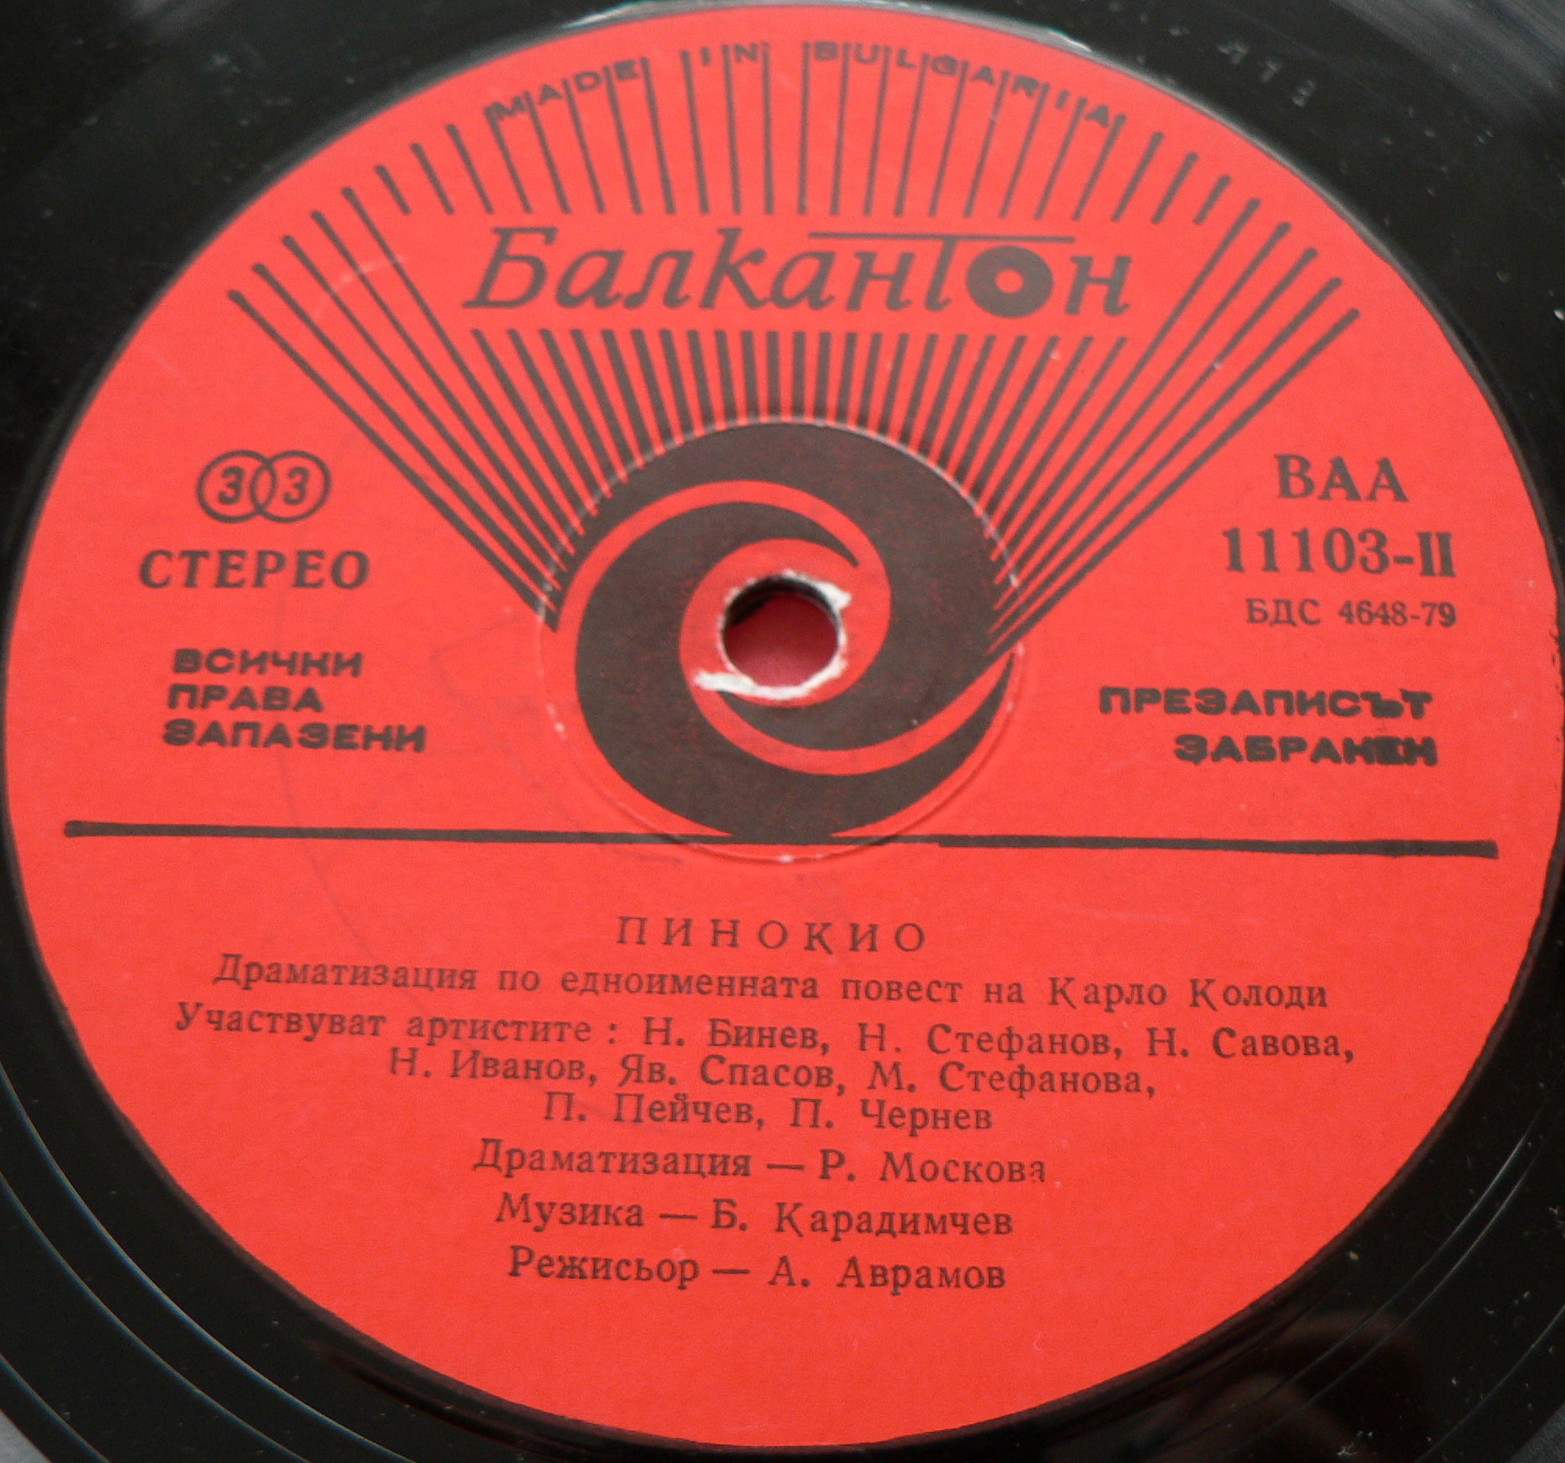 MADE IN BULGARIA
Балкантон
33
СТЕРЕО
ВСИЧКИ
ПРАВА
ЗАПАЗЕНИ
ВАА
11103-II
БДС 4648-79
ПРЕЗАПИСЪТ
ЗАБРАНЕН
ПИНОКИО
Драматизация по едноименната повест на Карло Колоди
Участвуват артистите : Н. Бинев, Н. Стефанов, Н. Савова,
Н. Иванов, Яв. Спасов, М. Стефанова,
П. Пейчев, П. Чернев
Драматизация — Р. Москова
Музика — Б. Карадимчев
Режисьор — А. Аврамов